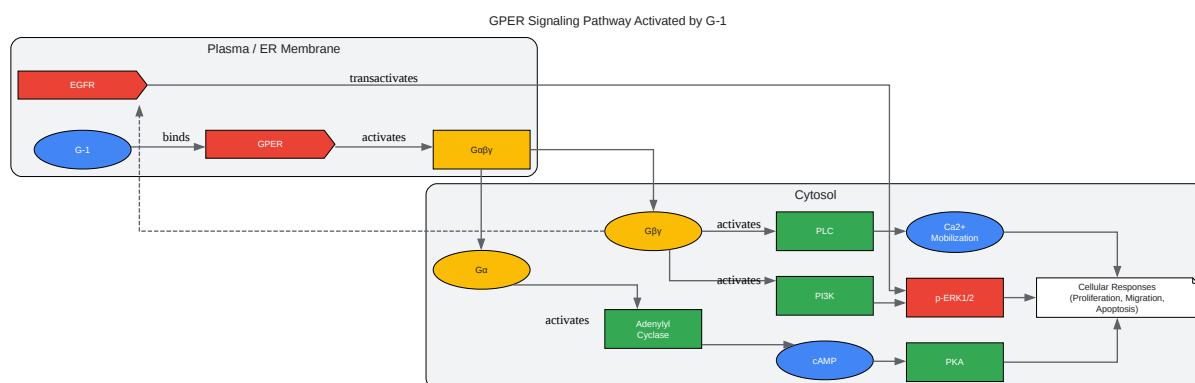 GPER Signaling Pathway Activated by G-1
Plasma / ER Membrane
EGFR
transactivates
G-1
binds
GPER
activates
Gαβγ
Cytosol
Gβγ
activates
PLC
Ca2+
Mobilization
Gα
activates
PI3K
p-ERK1/2
Cellular Responses
(Proliferation, Migration,
Apoptosis)
activates
Adenylyl
Cyclase
cAMP
PKA